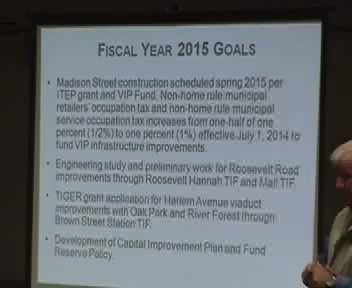 FISCAL YEAR 2015 GOALS
• Madison Street construction scheduled spring 2015 per
ITEP grant and VIP Fund. Non-home rule municipal
retailers' occupation tax and non-home rule municipal
service occupation tax increases from one-half of one
percent (1/2%) to one percent (1%) effective July 1, 2014 to
fund VIP infrastructure improvements.
• Engineering study and preliminary work for Roosevelt Road
improvements through Roosevelt Hannah TIF and Mall TIF.
• TIGER grant application for Harlem Avenue viaduct
improvements with Oak Park and River Forest through
Brown Street Station TIF.
• Development of Capital Improvement Plan and Fund
Reserve Policy.